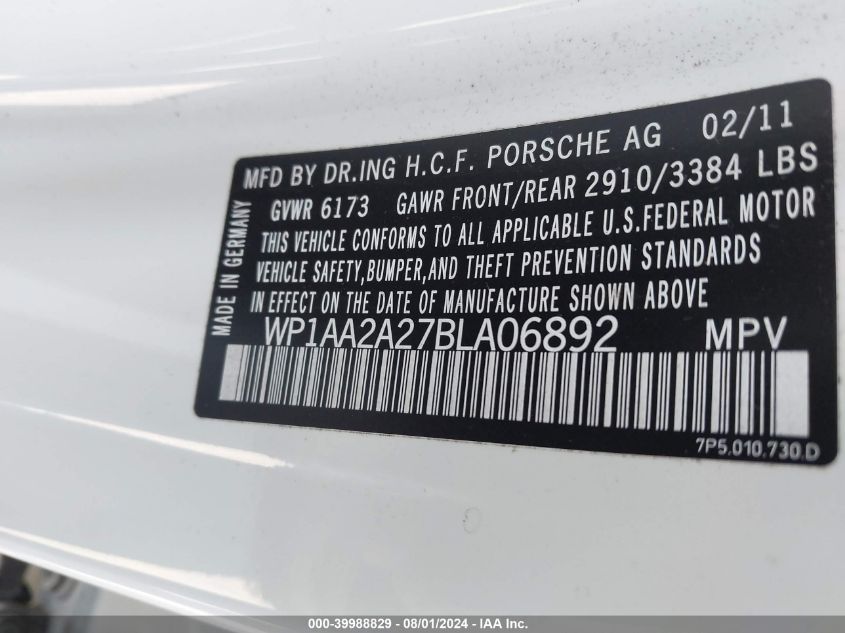 MFD BY DR.ING H.C.F. PORSCHE AG 02/11
GVWR 6173 GAWR FRONT/REAR 2910/3384 LBS
THIS VEHICLE CONFORMS TO ALL APPLICABLE U.S.FEDERAL MOTOR
VEHICLE SAFETY,BUMPER,AND THEFT PREVENTION STANDARDS
IN EFFECT ON THE DATE OF MANUFACTURE SHOWN ABOVE
MADE IN GERMANY
WP1AA2A27BLA06892 MPV
7P5.010.730.D
000-39988829 - 08/01/2024 - IAA Inc.